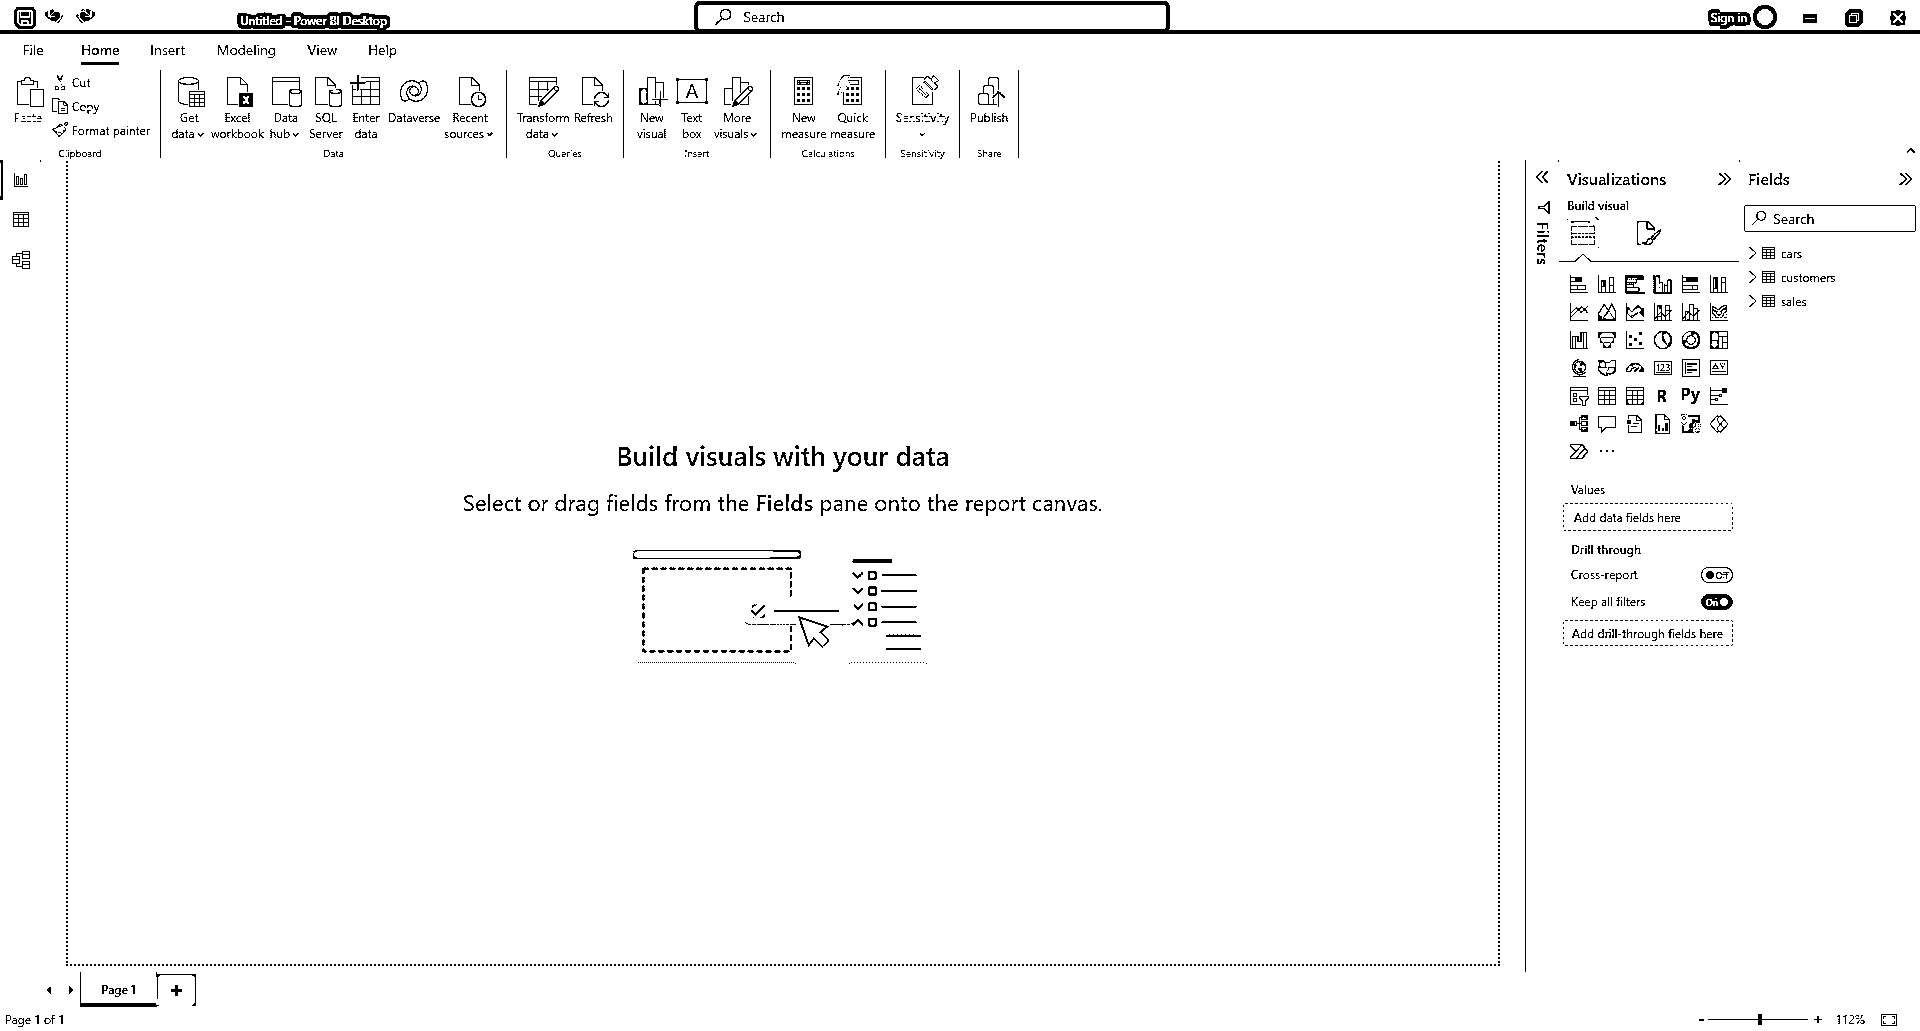 Untitled - Power BI Desktop
Search
Sign in
File Home Insert Modeling View Help
Paste
Cut
Copy
Format painter
Clipboard
Get data
Excel workbook
Data hub
SQL Server
Enter data
Dataverse
Recent sources
Data
Transform data
Refresh
Queries
New visual
Text box
More visuals
Insert
New measure
Quick measure
Calculations
Sensitivity
Sensitivity
Publish
Share
Build visuals with your data
Select or drag fields from the Fields pane onto the report canvas.
Filters
Visualizations
Build visual
123
R
Py
Values
Add data fields here
Drill through
Cross-report
Off
Keep all filters
On
Add drill-through fields here
Fields
Search
cars
customers
sales
Page 1
Page 1 of 1
112%